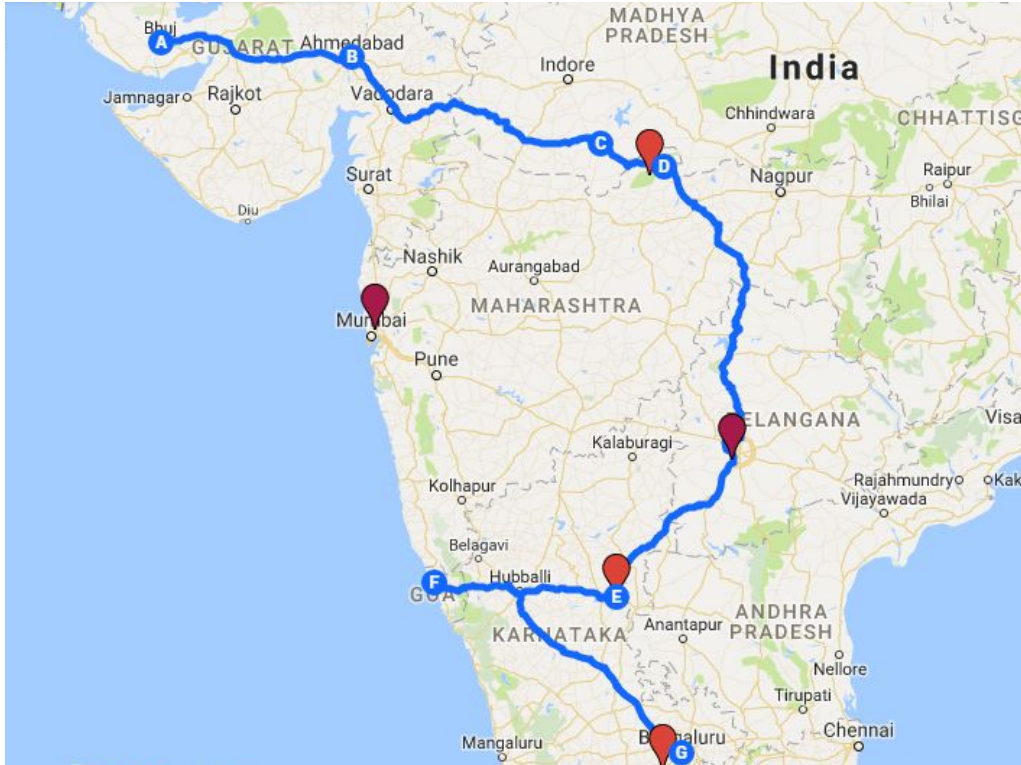 MADHYA
PRADESH
Bhuj
A
GUJARAT
Ahmedabad
B
Indore
India
Jamnagar
Rajkot
Vadodara
Chhindwara
CHHATTISG
C
D
Surat
Nagpur
Raipur
Bhilai
Diu
Nashik
Aurangabad
MAHARASHTRA
Mumbai
Pune
ELANGANA
Visa
Kalaburagi
Kolhapur
Rajahmundry
Kak
Vijayawada
Belagavi
F
GOA
Hubballi
E
ANDHRA
PRADESH
KARNATAKA
Anantapur
Nellore
Tirupati
Mangaluru
Bengaluru
G
Chennai